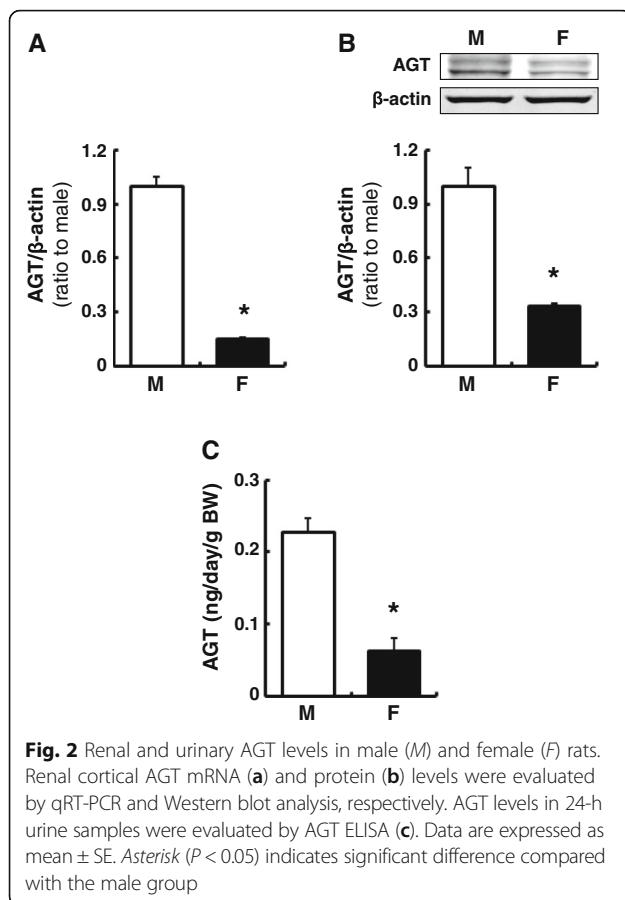 A
AGT/β-actin
(ratio to male)
1.2
0.9
0.6
0.3
0
*
M F
B
M F
AGT
β-actin
AGT/β-actin
(ratio to male)
1.2
0.9
0.6
0.3
0
*
M F
C
AGT (ng/day/g BW)
0.3
0.2
0.1
0
*
M F
Fig. 2 Renal and urinary AGT levels in male (M) and female (F) rats.
Renal cortical AGT mRNA (a) and protein (b) levels were evaluated
by qRT-PCR and Western blot analysis, respectively. AGT levels in 24-h
urine samples were evaluated by AGT ELISA (c). Data are expressed as
mean ± SE. Asterisk (P < 0.05) indicates significant difference compared
with the male group